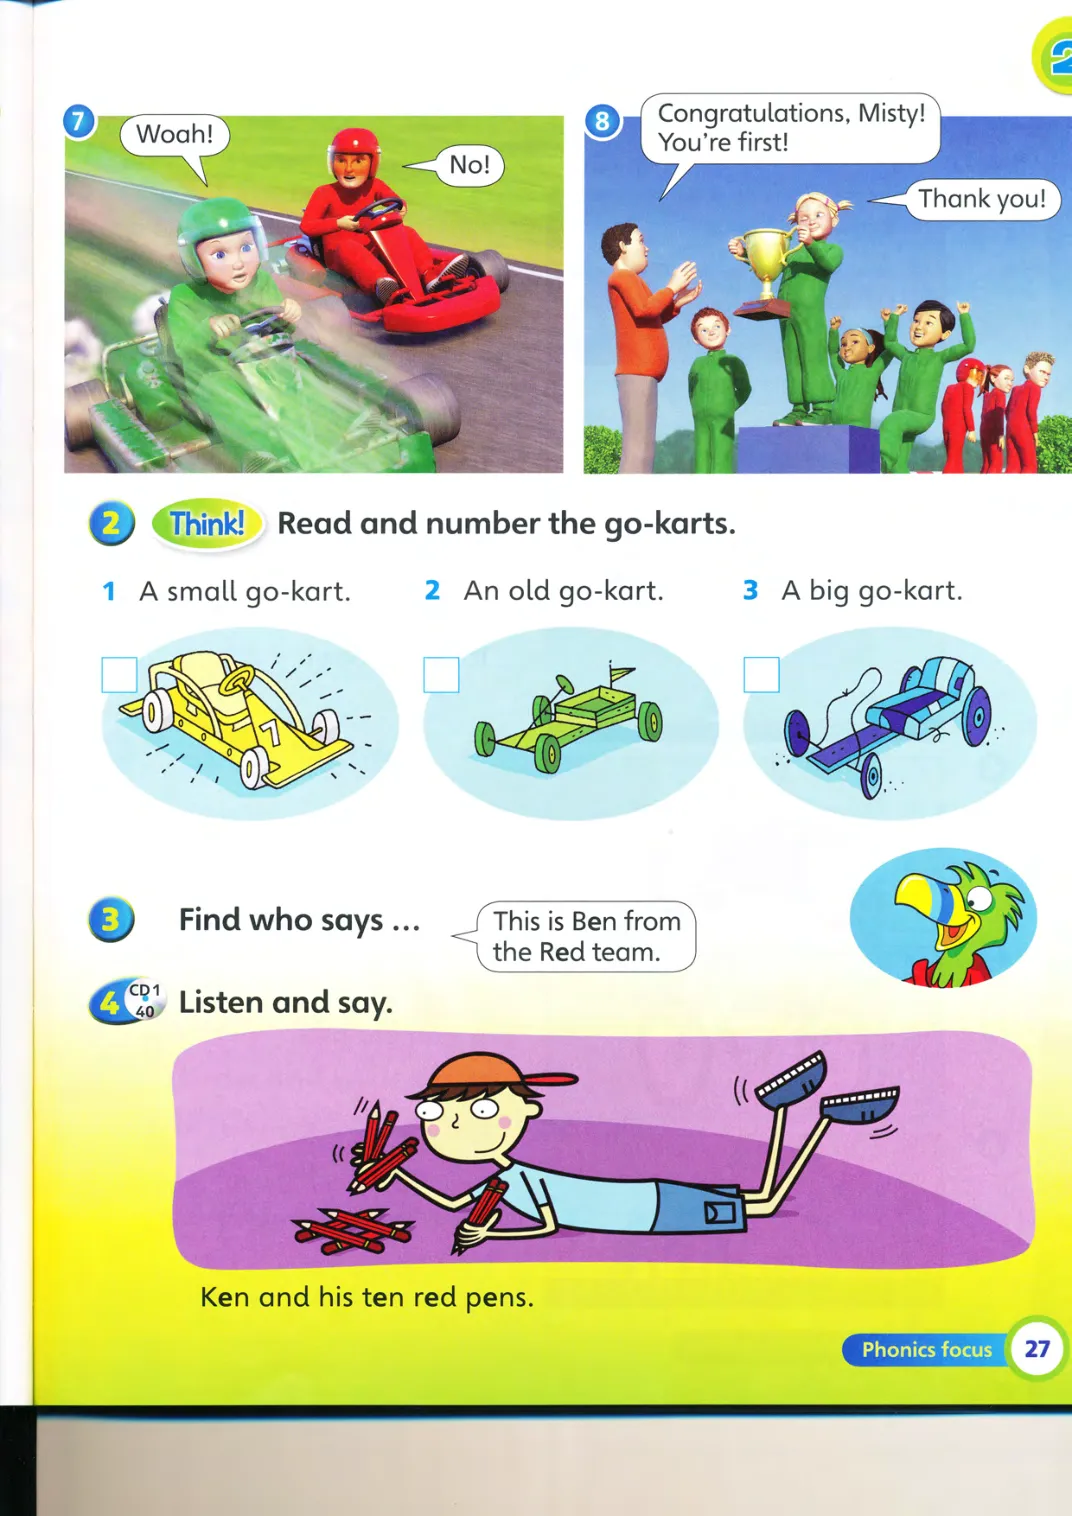 2
7
Woah!
No!
8
Congratulations, Misty!
You're first!
Thank you!
2 Think! Read and number the go-karts.
1 A small go-kart.
2 An old go-kart.
3 A big go-kart.
7
3 Find who says ...
This is Ben from
the Red team.
4 CD1
40
Listen and say.
Ken and his ten red pens.
Phonics focus 27